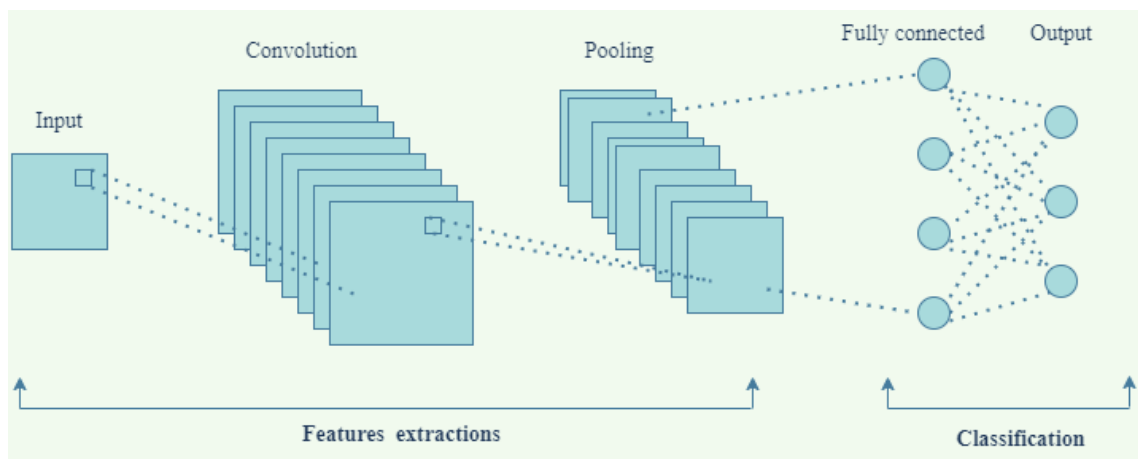 Input
Convolution
Pooling
Fully connected
Output
Features extractions
Classification